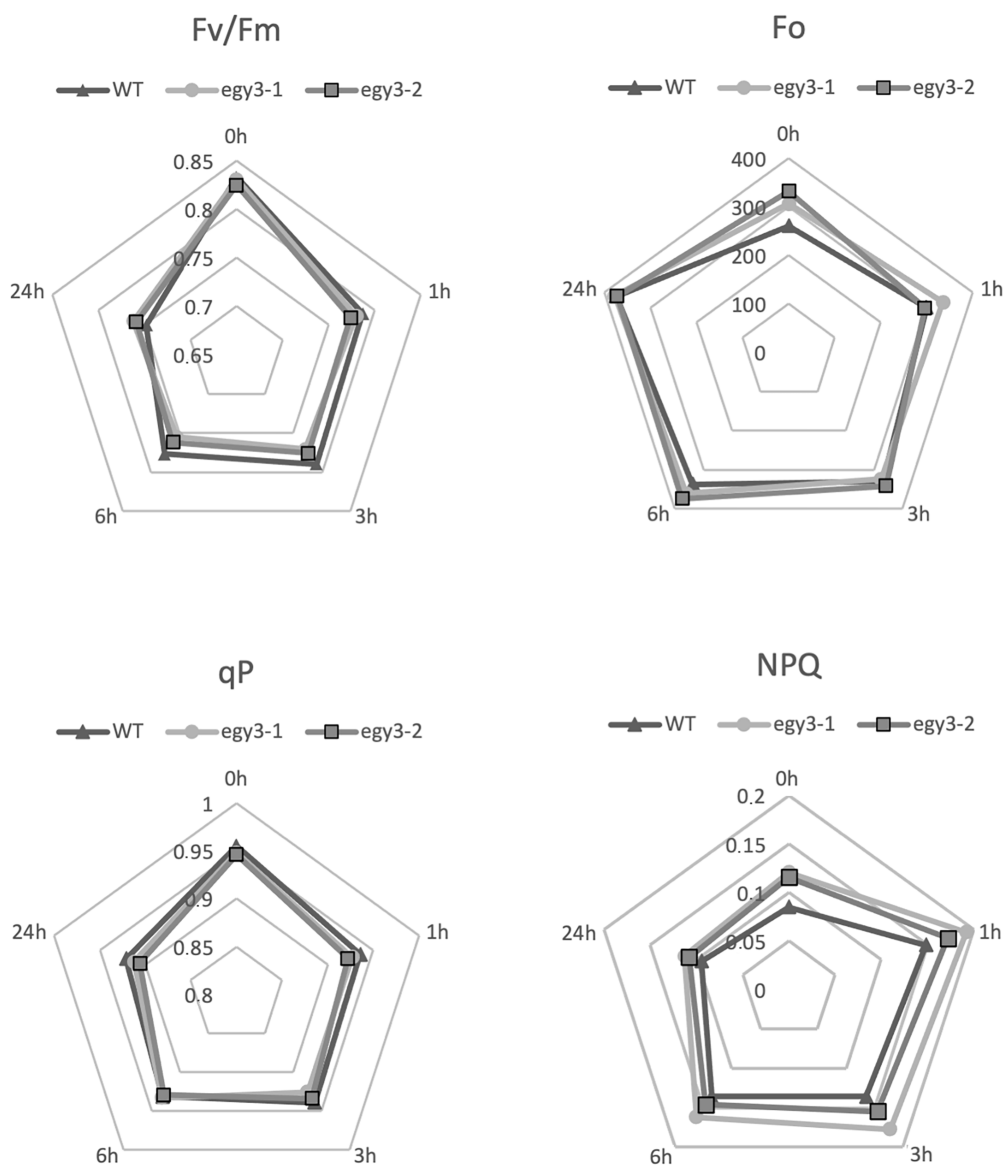 Fv/Fm
WT egy3-1 egy3-2
0h
0.85
0.8
0.75
24h 1h
0.7
0.65
6h 3h
Fo
WT egy3-1 egy3-2
0h
400
300
200
24h 1h
100
0
6h 3h
qP
WT egy3-1 egy3-2
0h
1
0.95
0.9
24h 1h
0.85
0.8
6h 3h
NPQ
WT egy3-1 egy3-2
0h
0.2
0.15
0.1
24h 1h
0.05
0
6h 3h